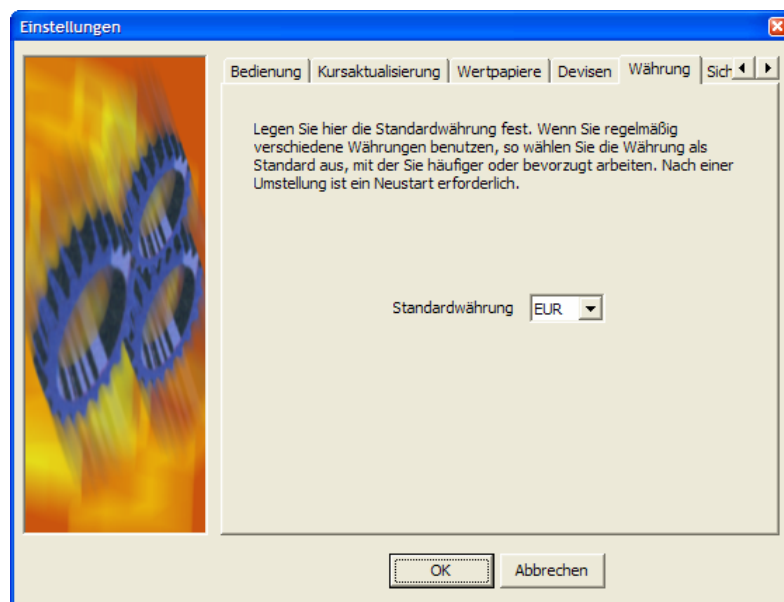 Einstellungen
Bedienung Kursaktualisierung Wertpapiere Devisen Währung Sich
Legen Sie hier die Standardwährung fest. Wenn Sie regelmäßig
verschiedene Währungen benutzen, so wählen Sie die Währung als
Standard aus, mit der Sie häufiger oder bevorzugt arbeiten. Nach einer
Umstellung ist ein Neustart erforderlich.
Standardwährung EUR
OK Abbrechen